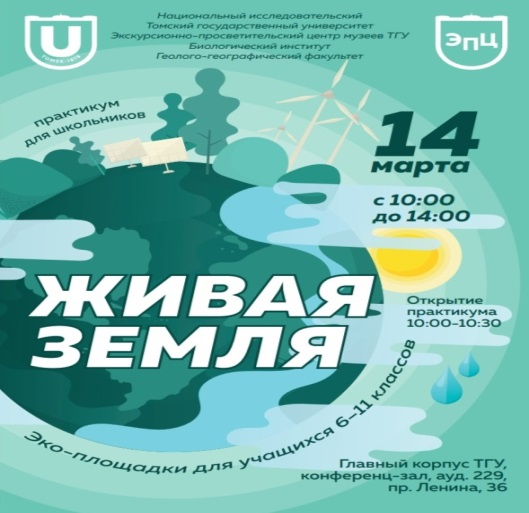 Национальный исследовательский
Томский государственный университет
Экскурсионно-просветительский центр музеев ТГУ
Биологический институт
Геолого-географический факультет
U
ТОМСК-1878
ЭПЦ
практикум
для школьников
14
марта
с 10:00
до 14:00
ЖИВАЯ
ЗЕМЛЯ
Открытие
практикума
10:00-10:30
Эко-площадки для учащихся 6-11 классов
Главный корпус ТГУ,
конференц-зал, ауд. 229,
пр. Ленина, 36